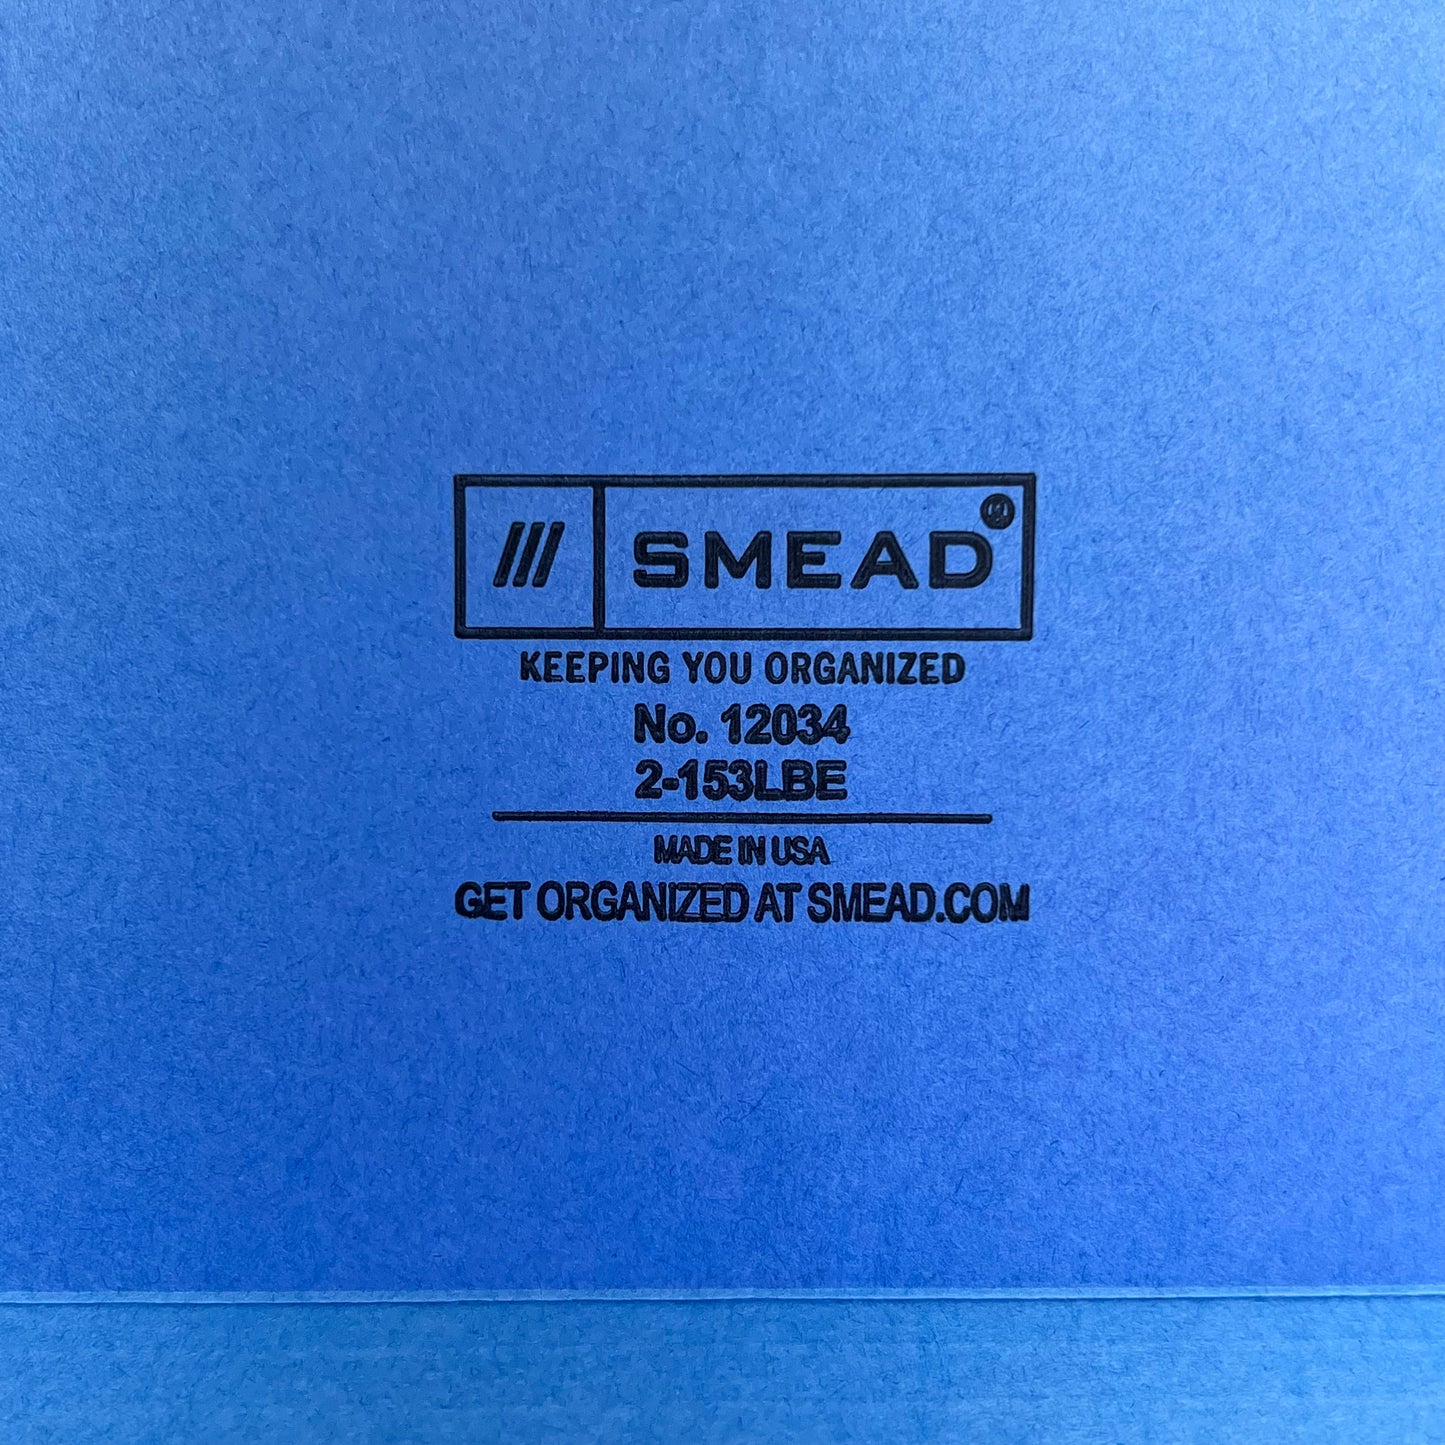 SMEAD®
KEEPING YOU ORGANIZED
No. 12034
2-153LBE
MADE IN USA
GET ORGANIZED AT SMEAD.COM